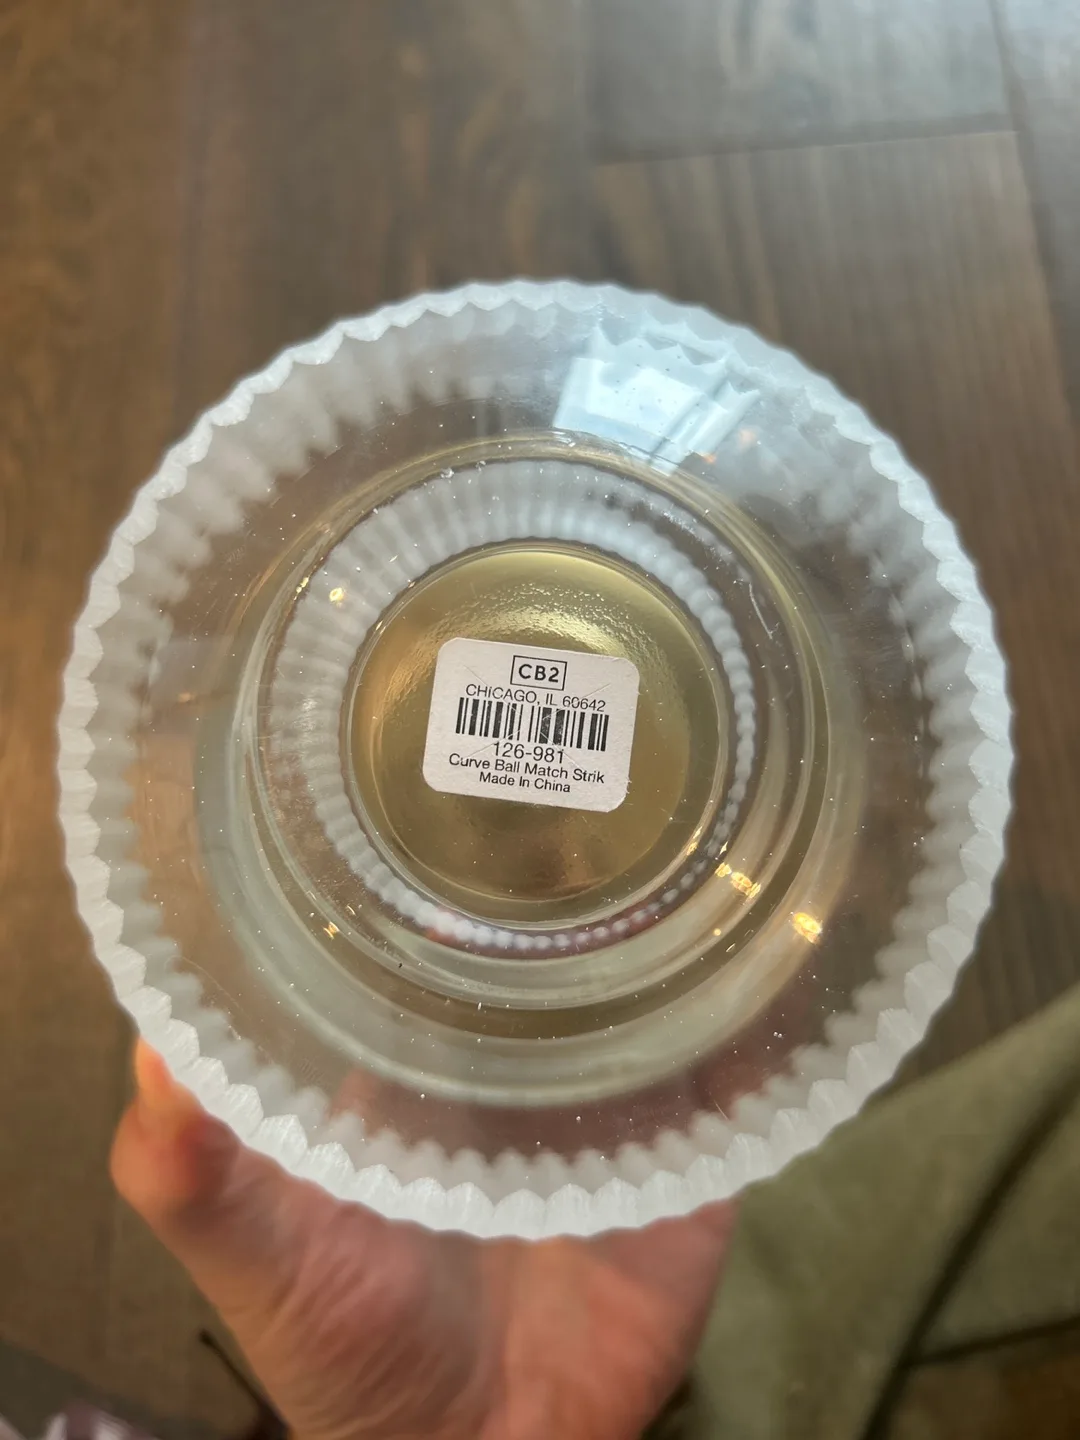 CB2
CHICAGO, IL 60642
126-981
Curve Ball Match Strik
Made In China